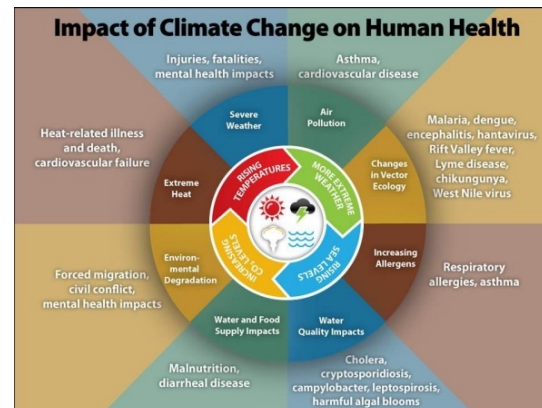 Impact of Climate Change on Human Health
Injuries, fatalities,
mental health impacts
Asthma,
cardiovascular disease
Severe
Weather
Air
Pollution
Heat-related illness
and death,
cardiovascular failure
Malaria, dengue,
encephalitis, hantavirus,
Rift Valley fever,
Lyme disease,
chikungunya,
West Nile virus
Extreme
Heat
Changes
in Vector
Ecology
RISING
TEMPERATURES
MORE EXTREME
WEATHER
INCREASING
CO₂ LEVELS
RISING
SEA LEVELS
Environ-
mental
Degradation
Increasing
Allergens
Forced migration,
civil conflict,
mental health impacts
Respiratory
allergies, asthma
Water and Food
Supply Impacts
Water
Quality Impacts
Malnutrition,
diarrheal disease
Cholera,
cryptosporidiosis,
campylobacter, leptospirosis,
harmful algal blooms